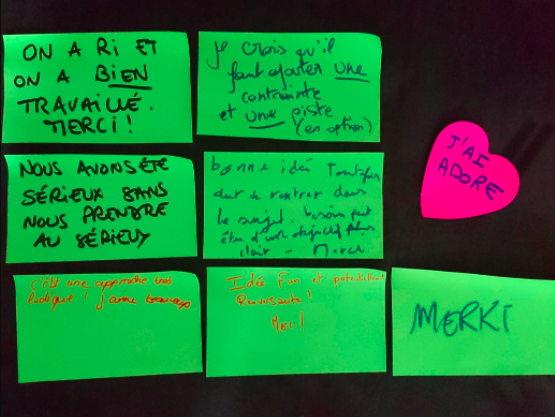 ON A RI ET
ON A BIEN
TRAVAILLÉ.
MERCI!
Je crois qu'il
faut ajouter une
contrainte
et une piste
(en option)
J'AI
ADORE
NOUS AVONS ÉTÉ
SÉRIEUX SANS
NOUS PRENDRE
AU SÉRIEUX
bonne idée Toutefois
dur de rentrer dans
le sujet. besoin peut
être d'un objectif plus
clair - Merci
c'est une approche très
ludique! j'aime beaucoup
Idée Fun et potentiellement
Ravissante!
Merci!
MERKI